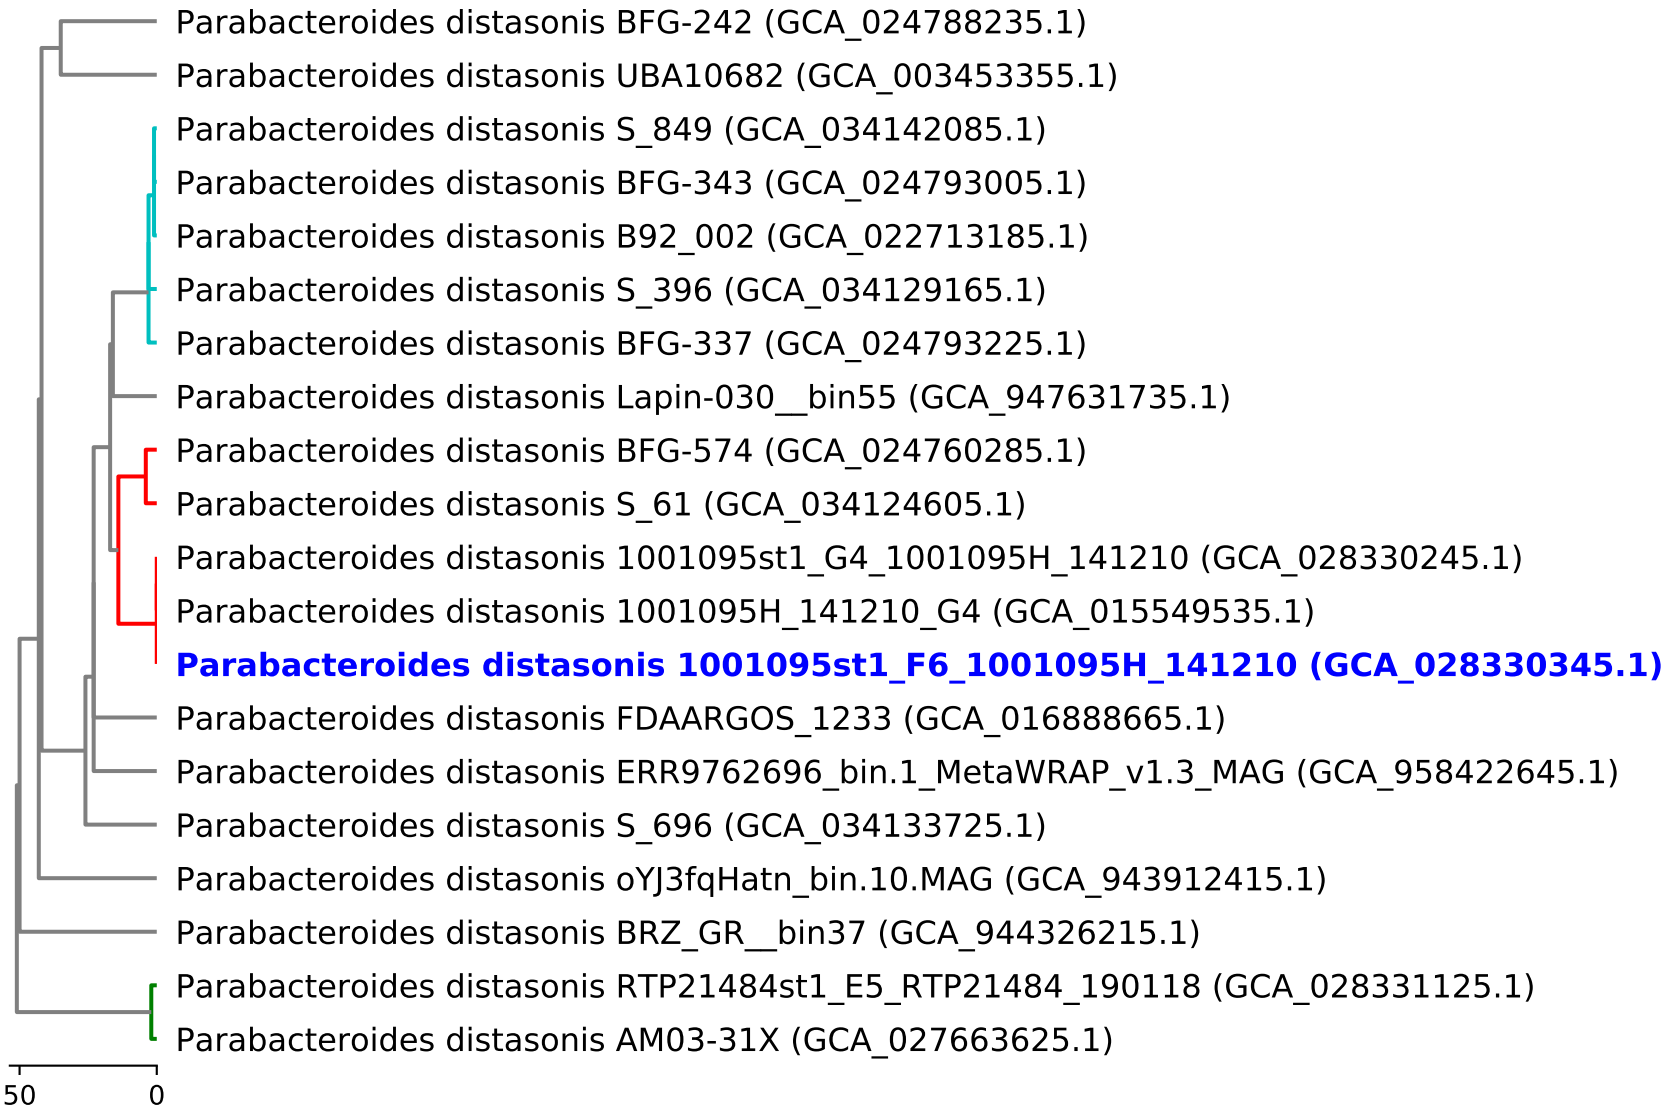 Parabacteroides distasonis BFG-242 (GCA_024788235.1)
Parabacteroides distasonis UBA10682 (GCA_003453355.1)
Parabacteroides distasonis S_849 (GCA_034142085.1)
Parabacteroides distasonis BFG-343 (GCA_024793005.1)
Parabacteroides distasonis B92_002 (GCA_022713185.1)
Parabacteroides distasonis S_396 (GCA_034129165.1)
Parabacteroides distasonis BFG-337 (GCA_024793225.1)
Parabacteroides distasonis Lapin-030__bin55 (GCA_947631735.1)
Parabacteroides distasonis BFG-574 (GCA_024760285.1)
Parabacteroides distasonis S_61 (GCA_034124605.1)
Parabacteroides distasonis 1001095st1_G4_1001095H_141210 (GCA_028330245.1)
Parabacteroides distasonis 1001095H_141210_G4 (GCA_015549535.1)
Parabacteroides distasonis 1001095st1_F6_1001095H_141210 (GCA_028330345.1)
Parabacteroides distasonis FDAARGOS_1233 (GCA_016888665.1)
Parabacteroides distasonis ERR9762696_bin.1_MetaWRAP_v1.3_MAG (GCA_958422645.1)
Parabacteroides distasonis S_696 (GCA_034133725.1)
Parabacteroides distasonis oYJ3fqHatn_bin.10.MAG (GCA_943912415.1)
Parabacteroides distasonis BRZ_GR__bin37 (GCA_944326215.1)
Parabacteroides distasonis RTP21484st1_E5_RTP21484_190118 (GCA_028331125.1)
Parabacteroides distasonis AM03-31X (GCA_027663625.1)
50 0